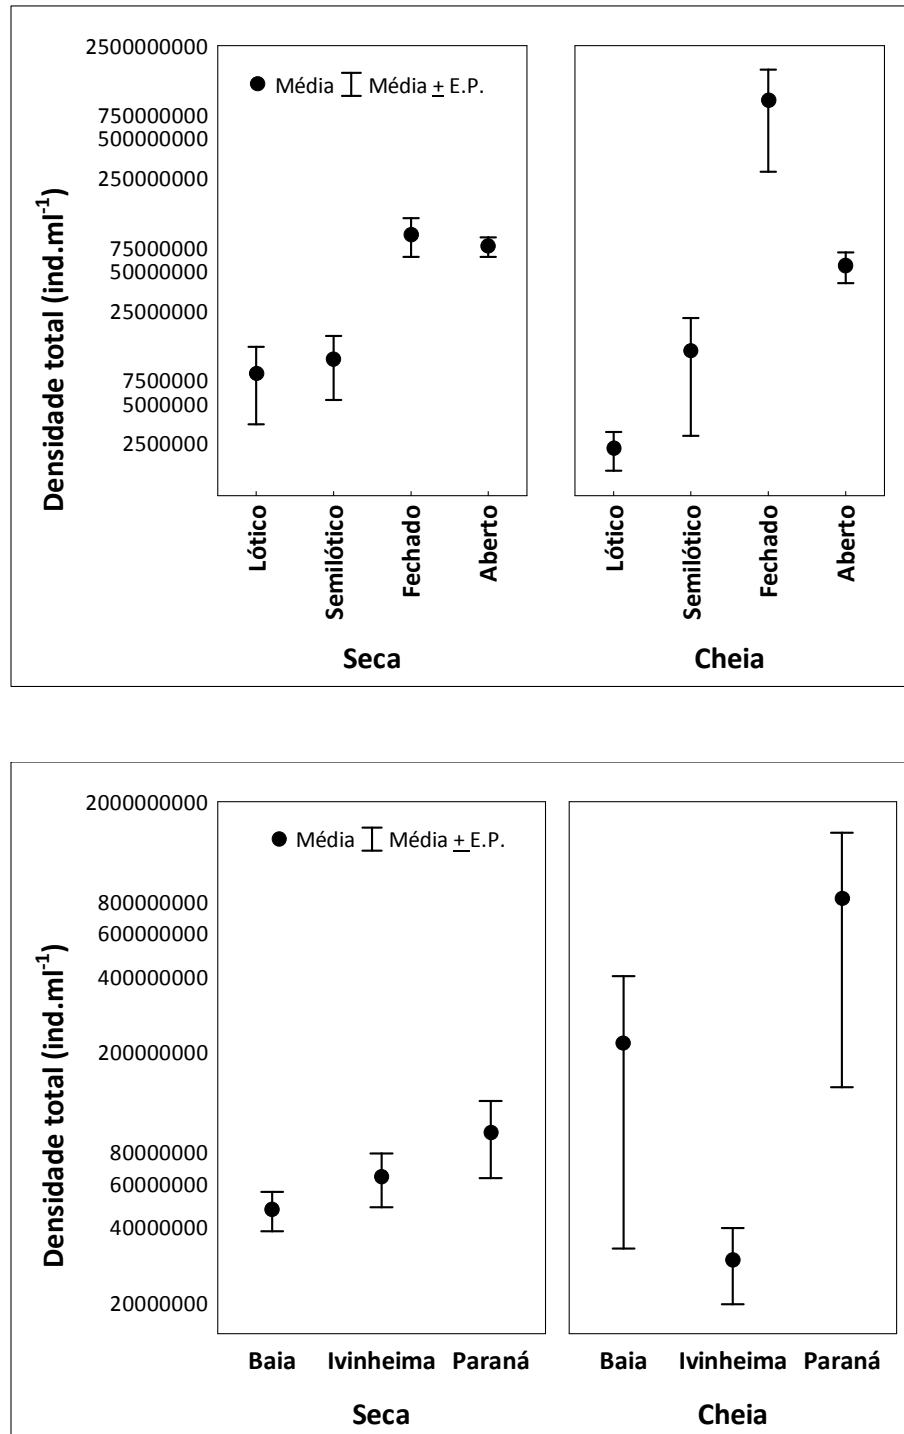 Densidade total (ind.ml⁻¹)
2500000000
750000000
500000000
250000000
75000000
50000000
25000000
7500000
5000000
2500000
Média Média ± E.P.
Lótico
Semilótico
Fechado
Aberto
Lótico
Semilótico
Fechado
Aberto
Seca
Cheia
Densidade total (ind.ml⁻¹)
2000000000
800000000
600000000
400000000
200000000
80000000
60000000
40000000
20000000
Média Média ± E.P.
Baia Ivinheima Paraná
Baia Ivinheima Paraná
Seca
Cheia